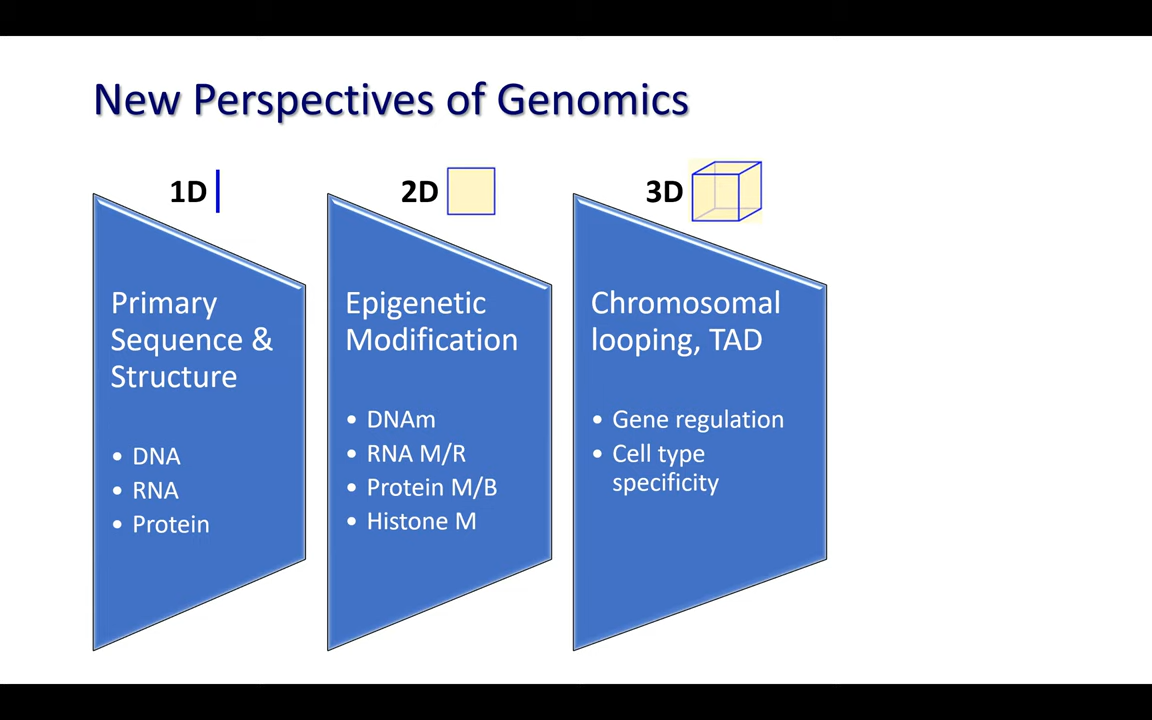 New Perspectives of Genomics
1D
Primary
Sequence &
Structure
• DNA
• RNA
• Protein
2D
Epigenetic
Modification
• DNAm
• RNA M/R
• Protein M/B
• Histone M
3D
Chromosomal
looping, TAD
• Gene regulation
• Cell type
specificity